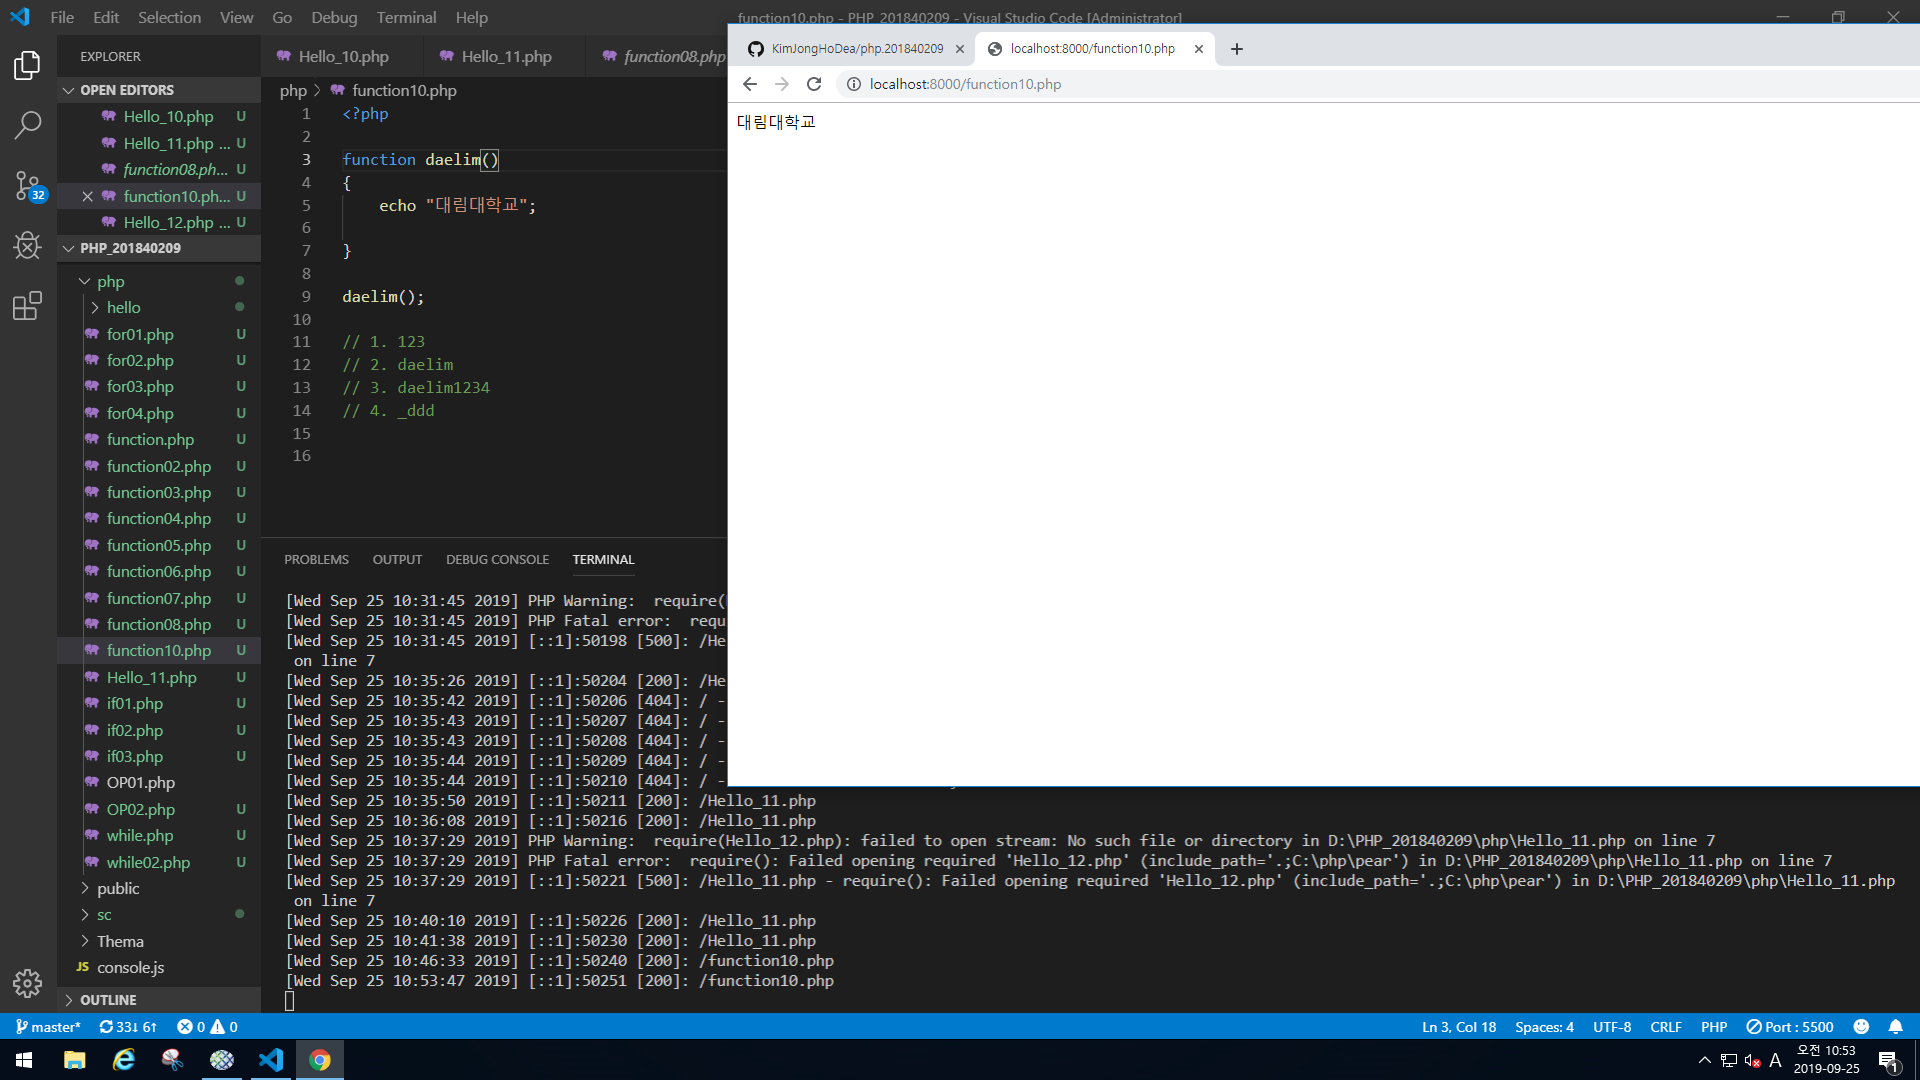 File Edit Selection View Go Debug Terminal Help
function10.php - PHP_201840209 - Visual Studio Code [Administrator]
EXPLORER
OPEN EDITORS
Hello_10.php U
Hello_11.php ... U
function08.ph... U
function10.ph... U
Hello_12.php ... U
PHP_201840209
php
hello
for01.php U
for02.php U
for03.php U
for04.php U
function.php U
function02.php U
function03.php U
function04.php U
function05.php U
function06.php U
function07.php U
function08.php U
function10.php U
Hello_11.php U
if01.php U
if02.php U
if03.php U
OP01.php
OP02.php U
while.php U
while02.php U
public
sc
Thema
JS console.js
OUTLINE
32
Hello_10.php Hello_11.php function08.php
php > function10.php
1 <?php
2
3 function daelim()
4 {
5 echo "대림대학교";
6
7 }
8
9 daelim();
10
11 // 1. 123
12 // 2. daelim
13 // 3. daelim1234
14 // 4. _ddd
15
16
KimJongHoDea/php.201840209 localhost:8000/function10.php
localhost:8000/function10.php
대림대학교
PROBLEMS OUTPUT DEBUG CONSOLE TERMINAL
[Wed Sep 25 10:31:45 2019] PHP Warning:  require(
[Wed Sep 25 10:31:45 2019] PHP Fatal error:  requ
[Wed Sep 25 10:31:45 2019] [::1]:50198 [500]: /He
on line 7
[Wed Sep 25 10:35:26 2019] [::1]:50204 [200]: /He
[Wed Sep 25 10:35:42 2019] [::1]:50206 [404]: / -
[Wed Sep 25 10:35:43 2019] [::1]:50207 [404]: / -
[Wed Sep 25 10:35:43 2019] [::1]:50208 [404]: / -
[Wed Sep 25 10:35:44 2019] [::1]:50209 [404]: / -
[Wed Sep 25 10:35:44 2019] [::1]:50210 [404]: / -
[Wed Sep 25 10:35:50 2019] [::1]:50211 [200]: /Hello_11.php
[Wed Sep 25 10:36:08 2019] [::1]:50216 [200]: /Hello_11.php
[Wed Sep 25 10:37:29 2019] PHP Warning:  require(Hello_12.php): failed to open stream: No such file or directory in D:\PHP_201840209\php\Hello_11.php on line 7
[Wed Sep 25 10:37:29 2019] PHP Fatal error:  require(): Failed opening required 'Hello_12.php' (include_path='.;C:\php\pear') in D:\PHP_201840209\php\Hello_11.php on line 7
[Wed Sep 25 10:37:29 2019] [::1]:50221 [500]: /Hello_11.php - require(): Failed opening required 'Hello_12.php' (include_path='.;C:\php\pear') in D:\PHP_201840209\php\Hello_11.php
on line 7
[Wed Sep 25 10:40:10 2019] [::1]:50226 [200]: /Hello_11.php
[Wed Sep 25 10:41:38 2019] [::1]:50230 [200]: /Hello_11.php
[Wed Sep 25 10:46:33 2019] [::1]:50240 [200]: /function10.php
[Wed Sep 25 10:53:47 2019] [::1]:50251 [200]: /function10.php
master* 33↓ 6↑ 0 0 Ln 3, Col 18 Spaces: 4 UTF-8 CRLF PHP Port : 5500
A 오전 10:53
2019-09-25
1